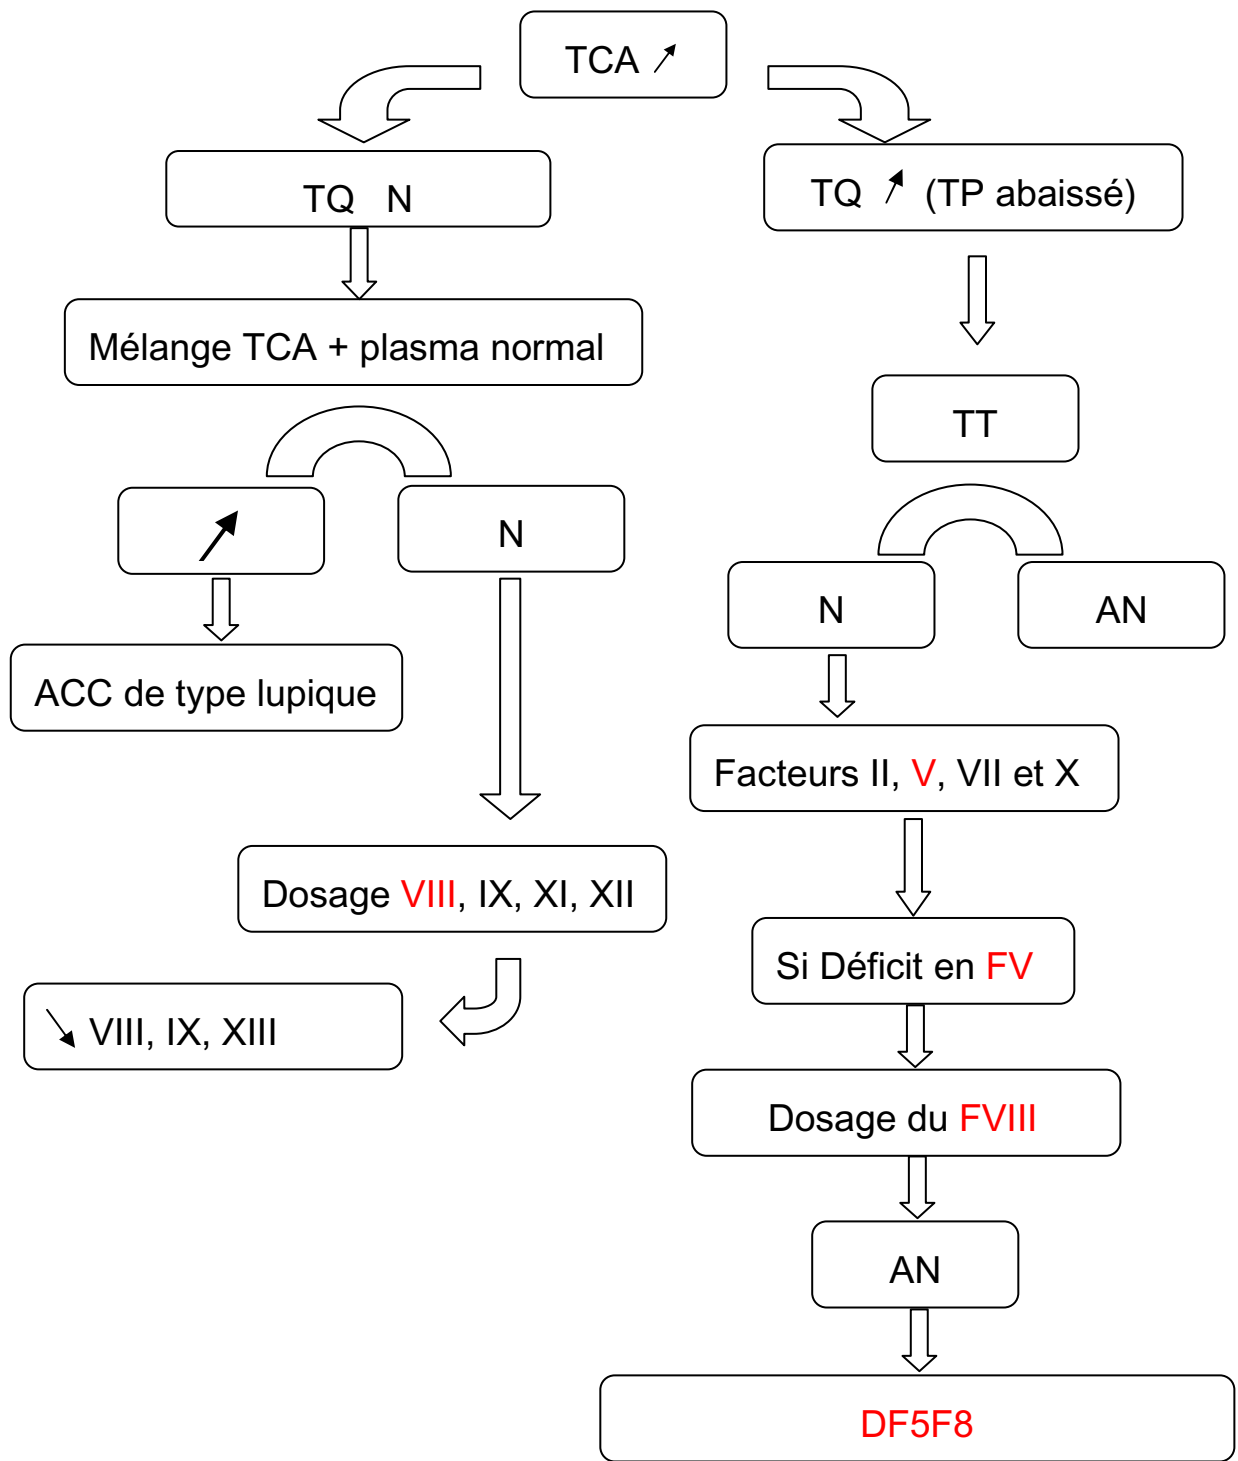 TCA ↗
TQ N
TQ ↗ (TP abaissé)
Mélange TCA + plasma normal
TT
↗
N
N
AN
ACC de type lupique
Facteurs II, V, VII et X
Dosage VIII, IX, XI, XII
Si Déficit en FV
↘ VIII, IX, XIII
Dosage du FVIII
AN
DF5F8